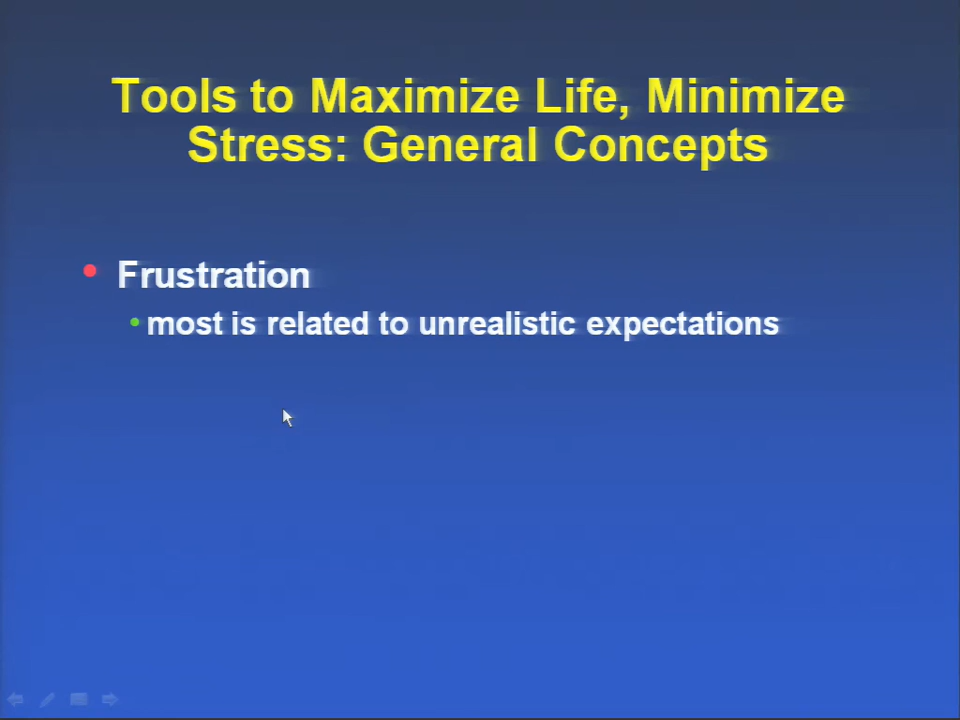 Tools to Maximize Life, Minimize
Stress: General Concepts
• Frustration
• most is related to unrealistic expectations